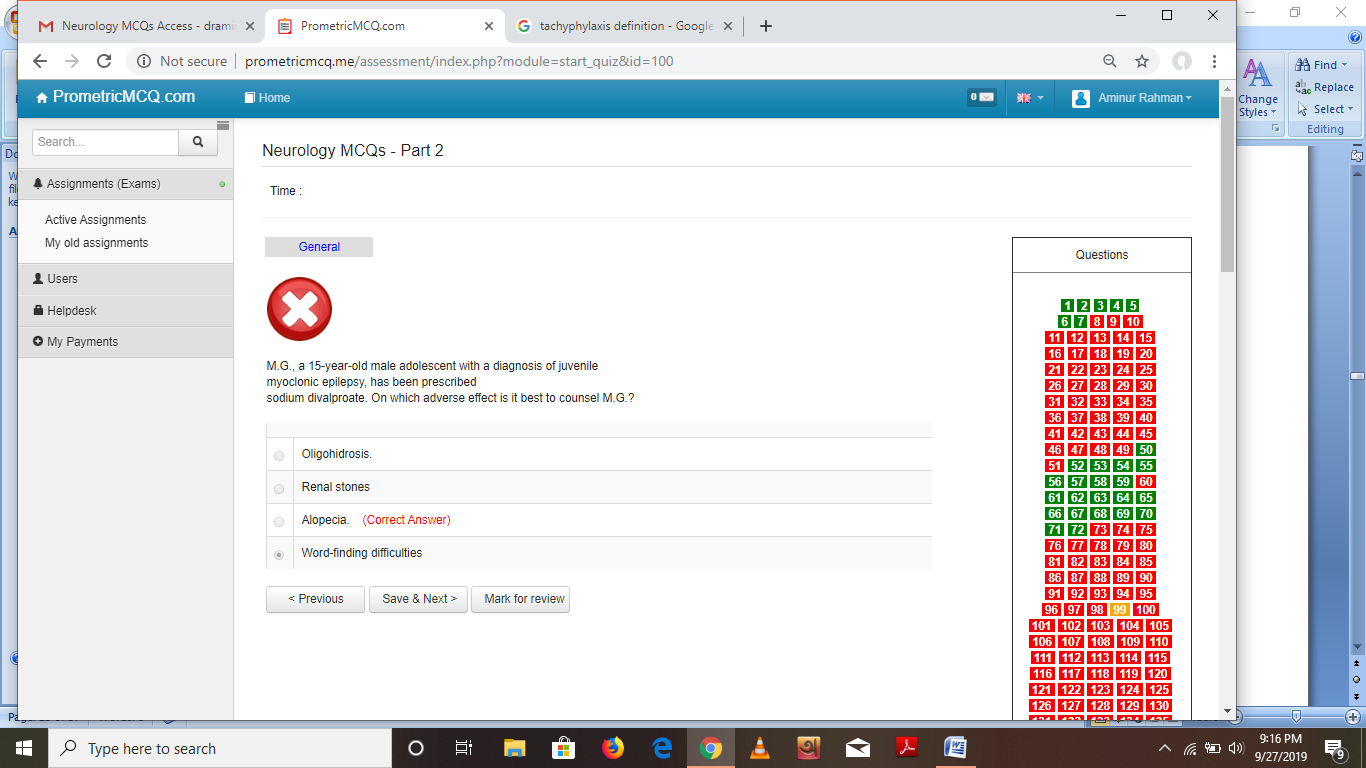 Neurology MCQs Access - drami
PrometricMCQ.com
tachyphylaxis definition - Google
Not secure | prometricmcq.me/assessment/index.php?module=start_quiz&id=100
PrometricMCQ.com
Home
0
Aminur Rahman
Search...
Assignments (Exams)
Active Assignments
My old assignments
Users
Helpdesk
My Payments
Neurology MCQs - Part 2
Time :
General
M.G., a 15-year-old male adolescent with a diagnosis of juvenile
myoclonic epilepsy, has been prescribed
sodium divalproate. On which adverse effect is it best to counsel M.G.?
Oligohidrosis.
Renal stones
Alopecia. (Correct Answer)
Word-finding difficulties
< Previous
Save & Next >
Mark for review
Questions
1 2 3 4 5
6 7 8 9 10
11 12 13 14 15
16 17 18 19 20
21 22 23 24 25
26 27 28 29 30
31 32 33 34 35
36 37 38 39 40
41 42 43 44 45
46 47 48 49 50
51 52 53 54 55
56 57 58 59 60
61 62 63 64 65
66 67 68 69 70
71 72 73 74 75
76 77 78 79 80
81 82 83 84 85
86 87 88 89 90
91 92 93 94 95
96 97 98 99 100
101 102 103 104 105
106 107 108 109 110
111 112 113 114 115
116 117 118 119 120
121 122 123 124 125
126 127 128 129 130
Change
Styles
Find
Replace
Select
Editing
Type here to search
9:16 PM
9/27/2019
9